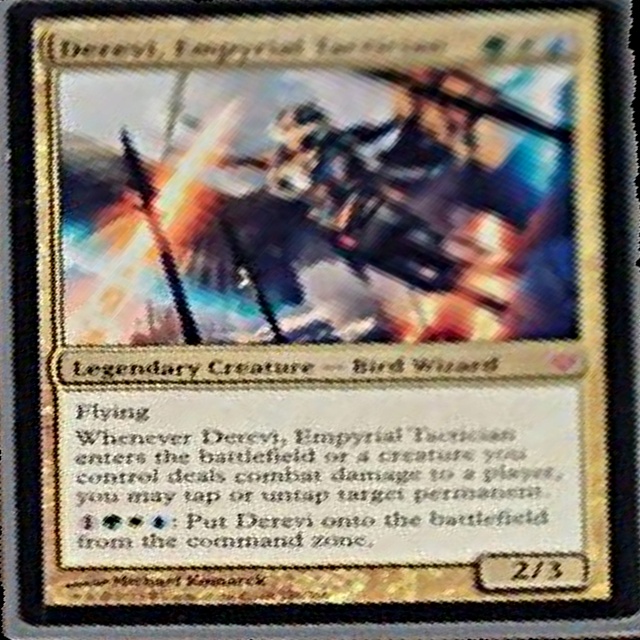 Derevi, Empyrial Tactician
Legendary Creature — Bird Wizard
Flying
Whenever Derevi, Empyrial Tactician
enters the battlefield or a creature you
control deals combat damage to a player,
you may tap or untap target permanent.
: Put Derevi onto the battlefield
from the command zone.
2/3
Michael Komarck